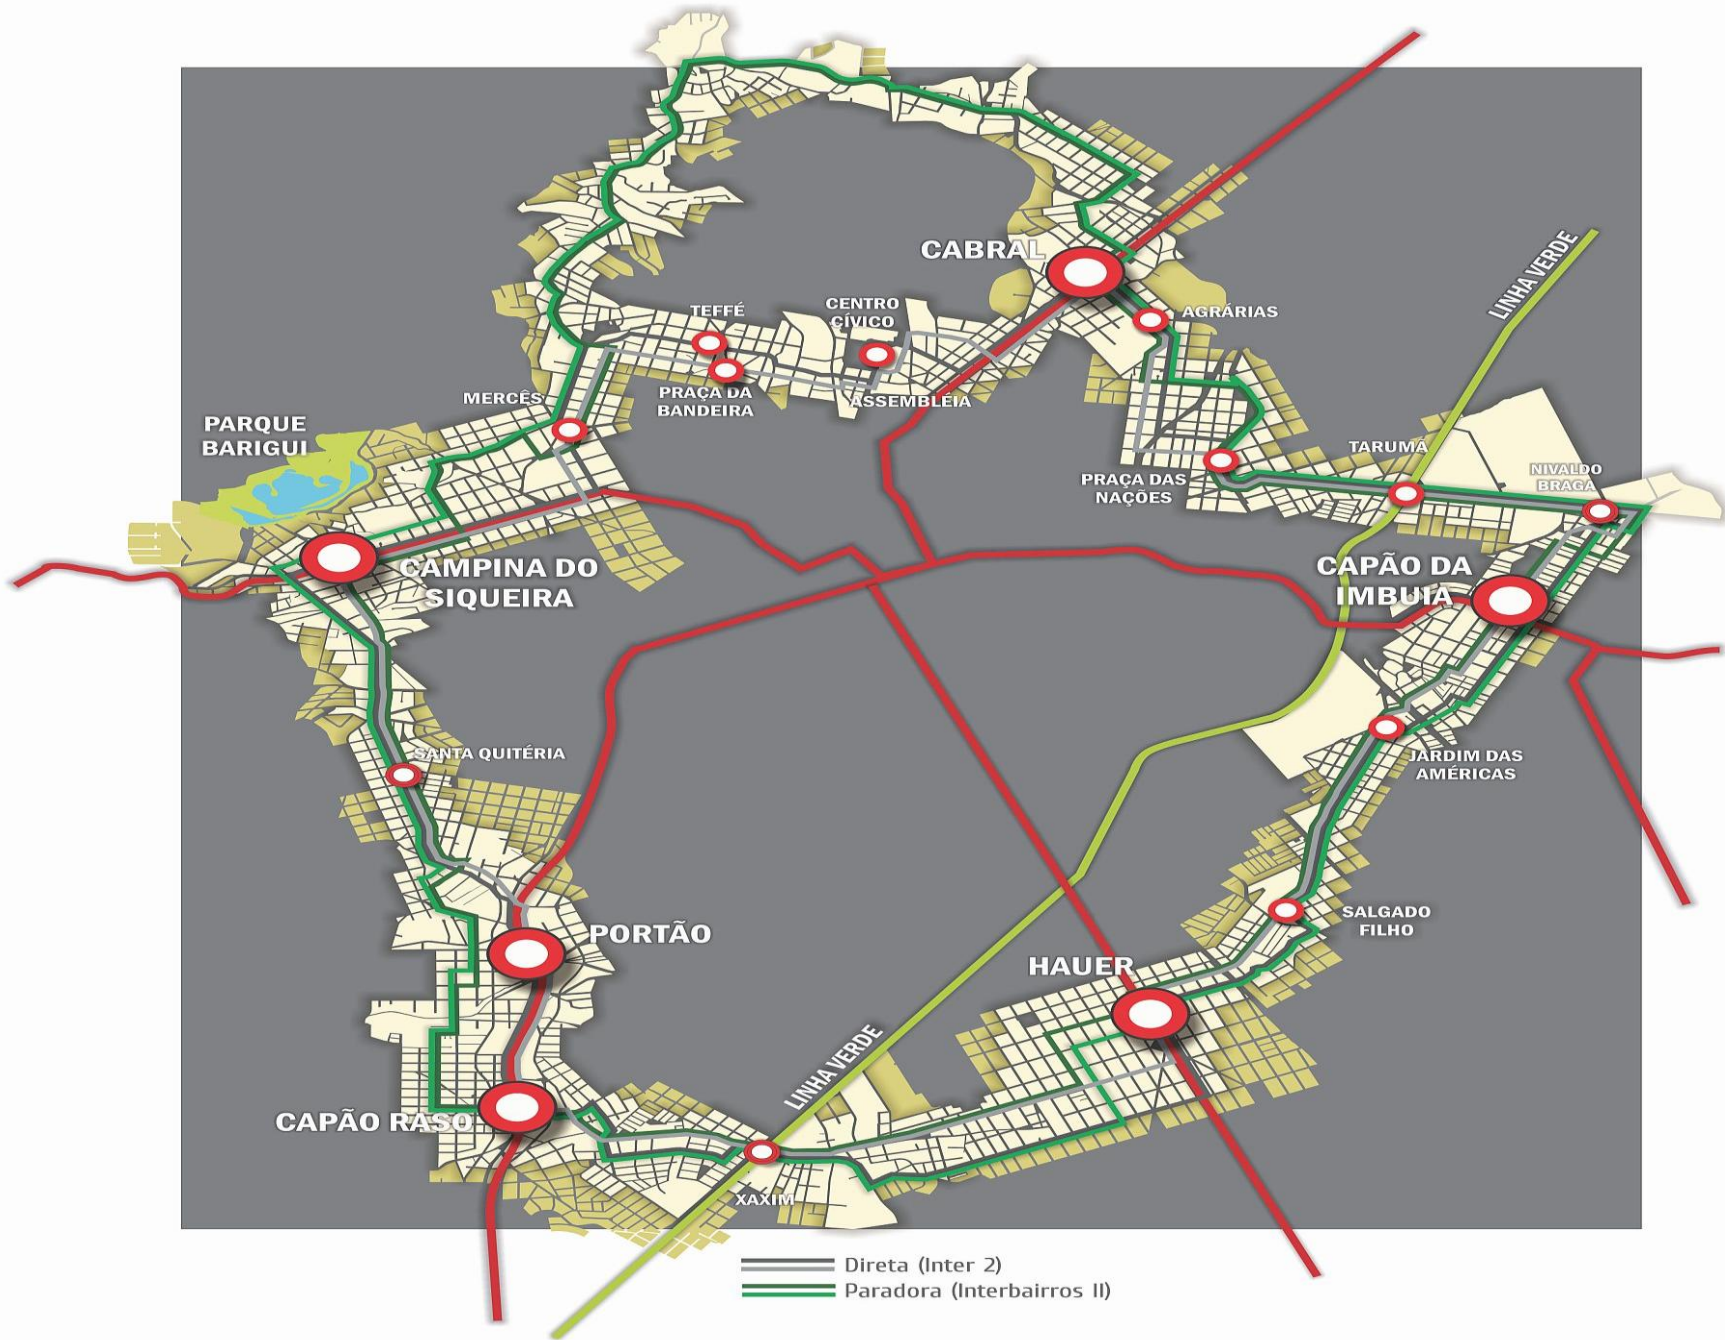 CABRAL
LINHA VERDE
TEFFÉ
CENTRO
CÍVICO
AGRÁRIAS
MERCÊS
PRAÇA DA
BANDEIRA
ASSEMBLÉIA
PARQUE
BARIGUI
TARUMÃ
NIVALDO
BRAGA
PRAÇA DAS
NAÇÕES
CAMPINA DO
SIQUEIRA
CAPÃO DA
IMBUIA
SANTA QUITÉRIA
JARDIM DAS
AMÉRICAS
PORTÃO
SALGADO
FILHO
HAUER
LINHA VERDE
CAPÃO RASO
XAXIM
Direta (Inter 2)
Paradora (Interbairros II)